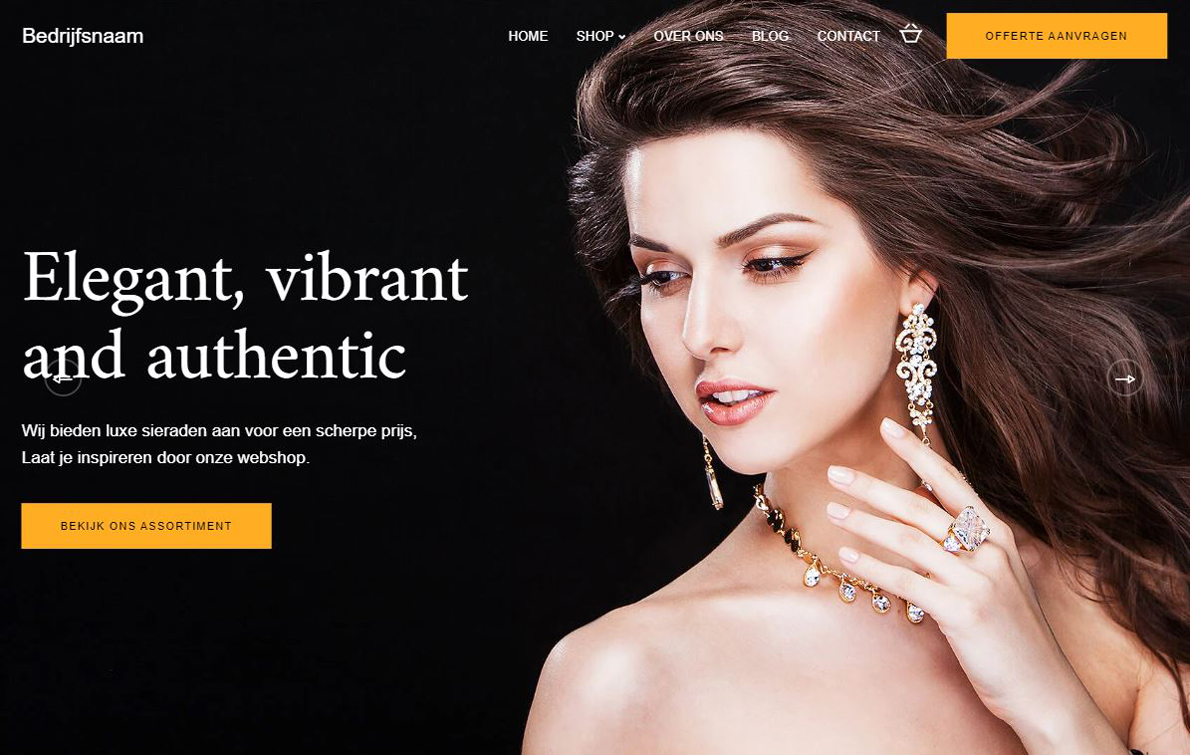 Bedrijfsnaam
HOME SHOP OVER ONS BLOG CONTACT
OFFERTE AANVRAGEN
Elegant, vibrant
and authentic
Wij bieden luxe sieraden aan voor een scherpe prijs,
Laat je inspireren door onze webshop.
BEKIJK ONS ASSORTIMENT